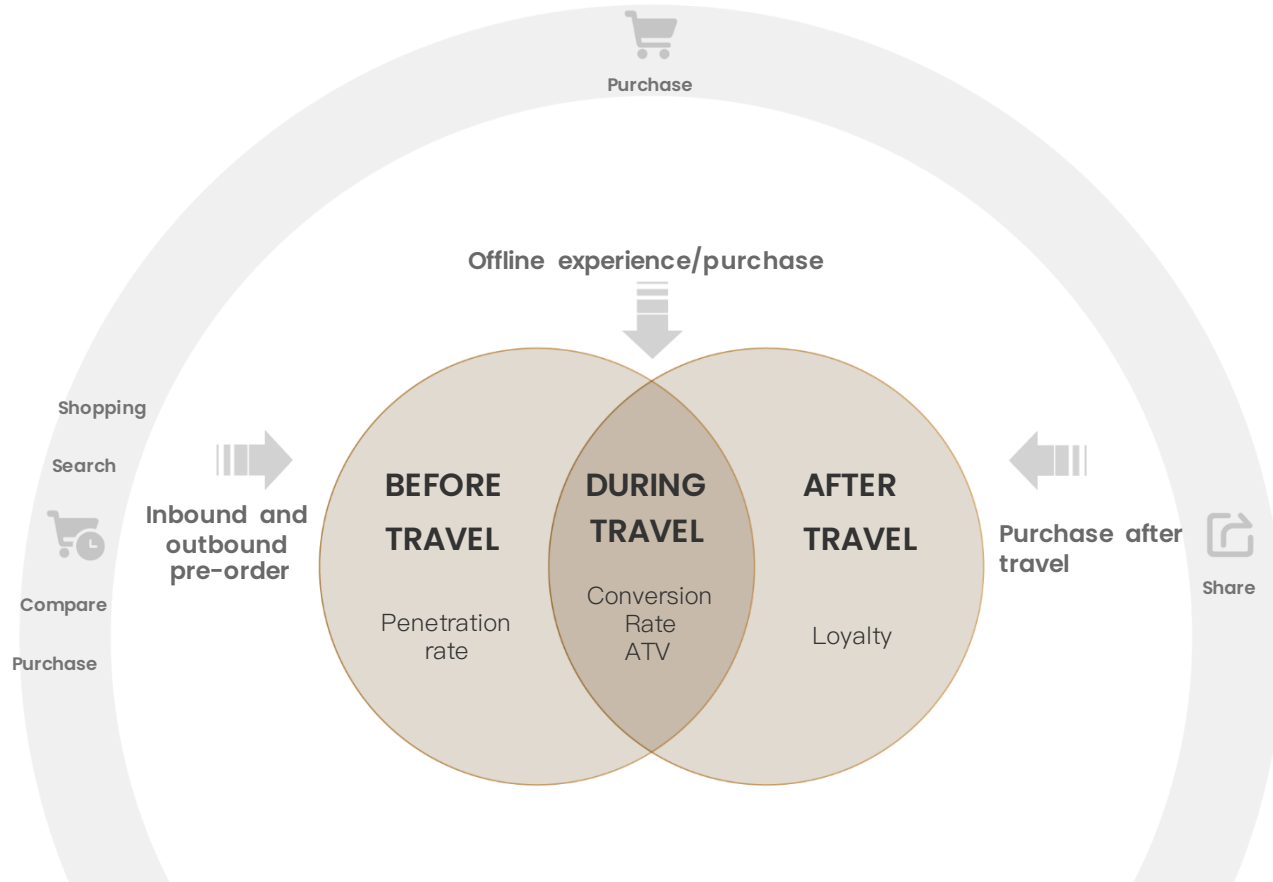 Purchase
Offline experience/purchase
Shopping
Search
Compare
Purchase
Inbound and
outbound
pre-order
BEFORE
TRAVEL
Penetration
rate
DURING
TRAVEL
Conversion
Rate
ATV
AFTER
TRAVEL
Loyalty
Purchase after
travel
Share